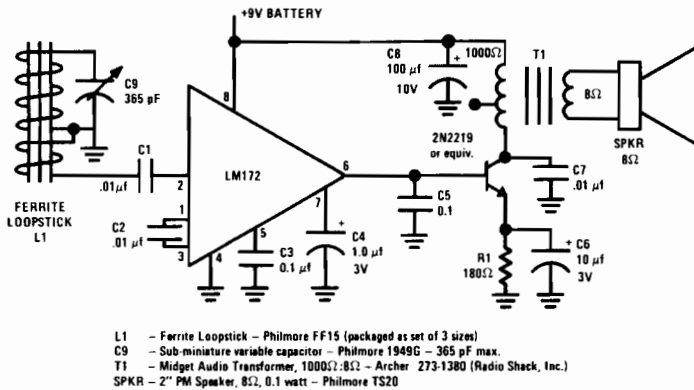 +9V BATTERY
C8
100 µf
10V
+
1000Ω
T1
8Ω
SPKR
8Ω
C9
365 pF
8
2N2219
or equiv.
C1
.01µf
2
LM172
6
C7
.01 µf
FERRITE
LOOPSTICK
L1
1
C2
.01 µf
3
4
5
7
C3
0.1 µf
+
C4
1.0 µf
3V
C5
0.1
R1
180Ω
+
C6
10 µf
3V
L1 – Ferrite Loopstick – Philmore FF15 (packaged as set of 3 sizes)
C9 – Sub-miniature variable capacitor – Philmore 1949G – 365 pF max.
T1 – Midget Audio Transformer, 1000Ω:8Ω – Archer 273-1380 (Radio Shack, Inc.)
SPKR – 2" PM Speaker, 8Ω, 0.1 watt – Philmore TS20